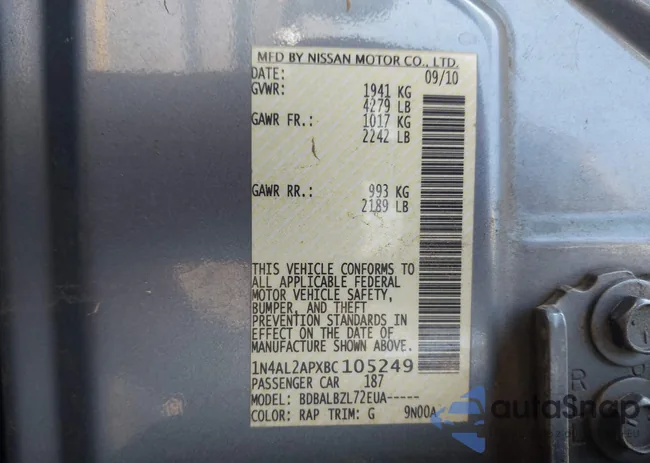 MFD BY NISSAN MOTOR CO., LTD.
DATE: 09/10
GVWR: 1941 KG
4279 LB
GAWR FR.: 1017 KG
2242 LB
GAWR RR.: 993 KG
2189 LB
THIS VEHICLE CONFORMS TO
ALL APPLICABLE FEDERAL
MOTOR VEHICLE SAFETY,
BUMPER, AND THEFT
PREVENTION STANDARDS IN
EFFECT ON THE DATE OF
MANUFACTURE SHOWN ABOVE.
1N4AL2APXBC105249
PASSENGER CAR 187
MODEL: BDBALBZL72EUA-----
COLOR: RAP TRIM: G 9N00A
R
L
autoSnap